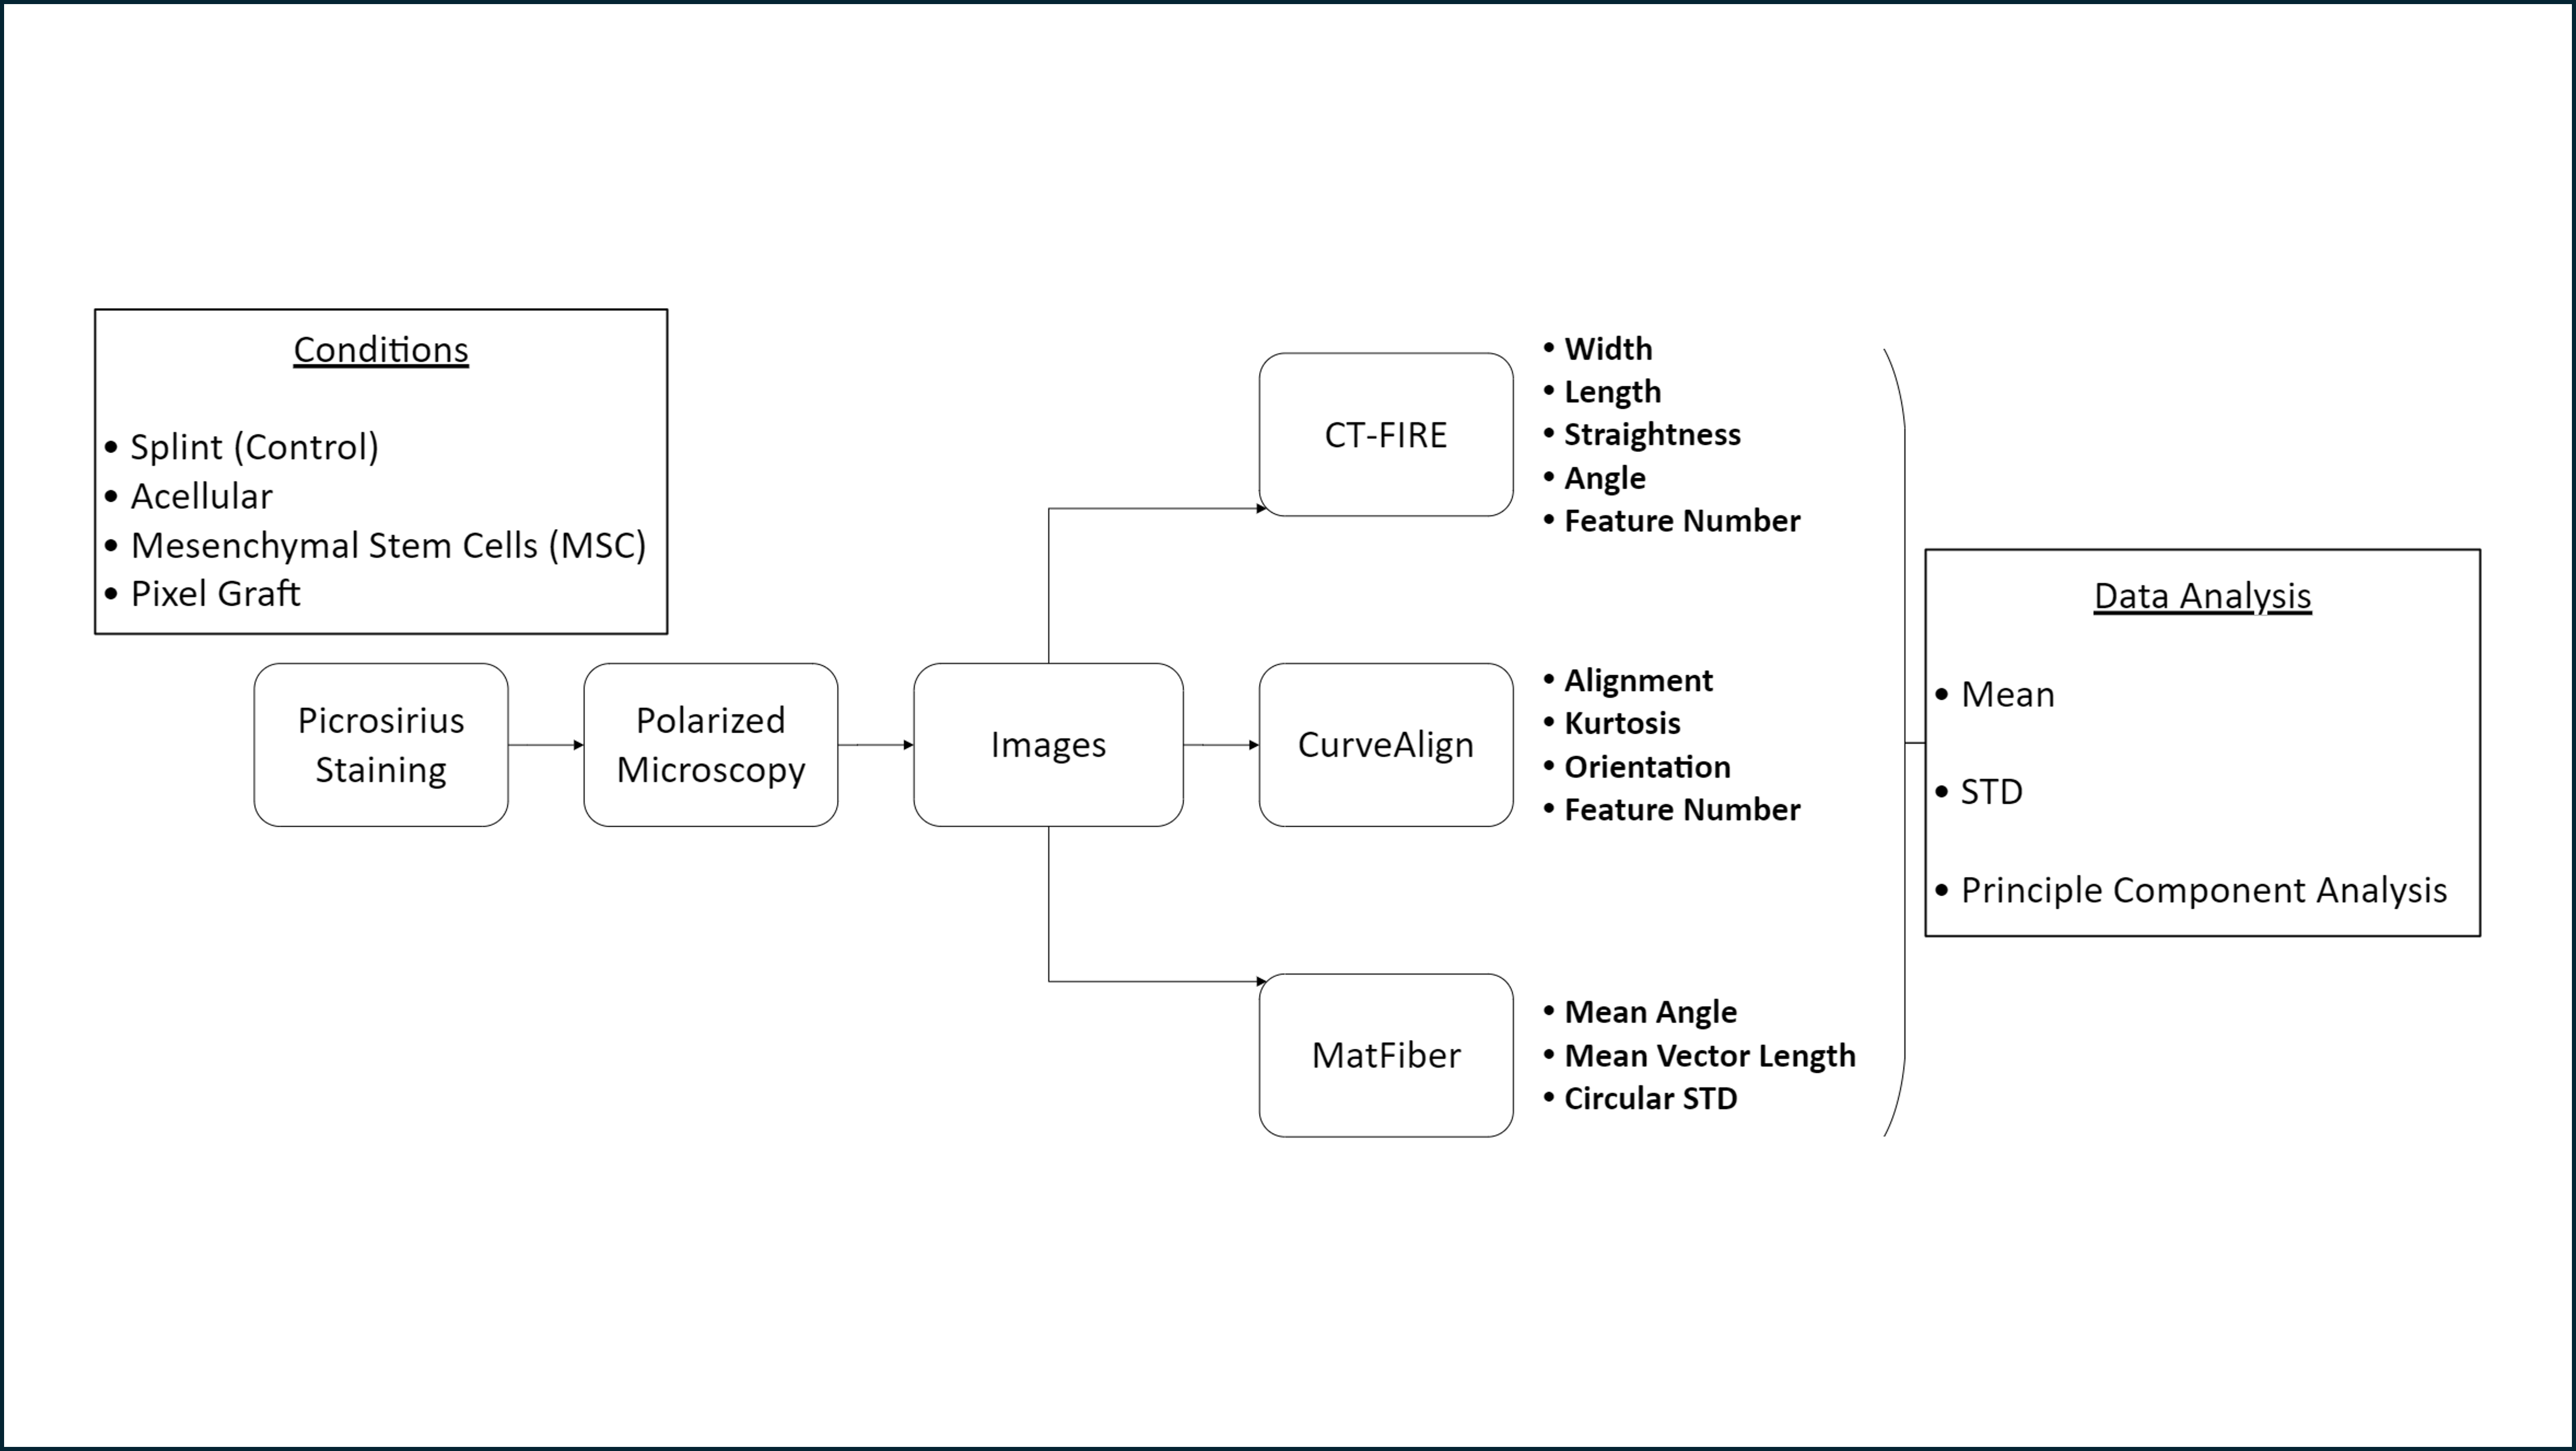 Conditions
• Splint (Control)
• Acellular
• Mesenchymal Stem Cells (MSC)
• Pixel Graft
Picrosirius
Staining
Polarized
Microscopy
Images
CT-FIRE
• Width
• Length
• Straightness
• Angle
• Feature Number
CurveAlign
• Alignment
• Kurtosis
• Orientation
• Feature Number
MatFiber
• Mean Angle
• Mean Vector Length
• Circular STD
Data Analysis
• Mean
• STD
• Principle Component Analysis